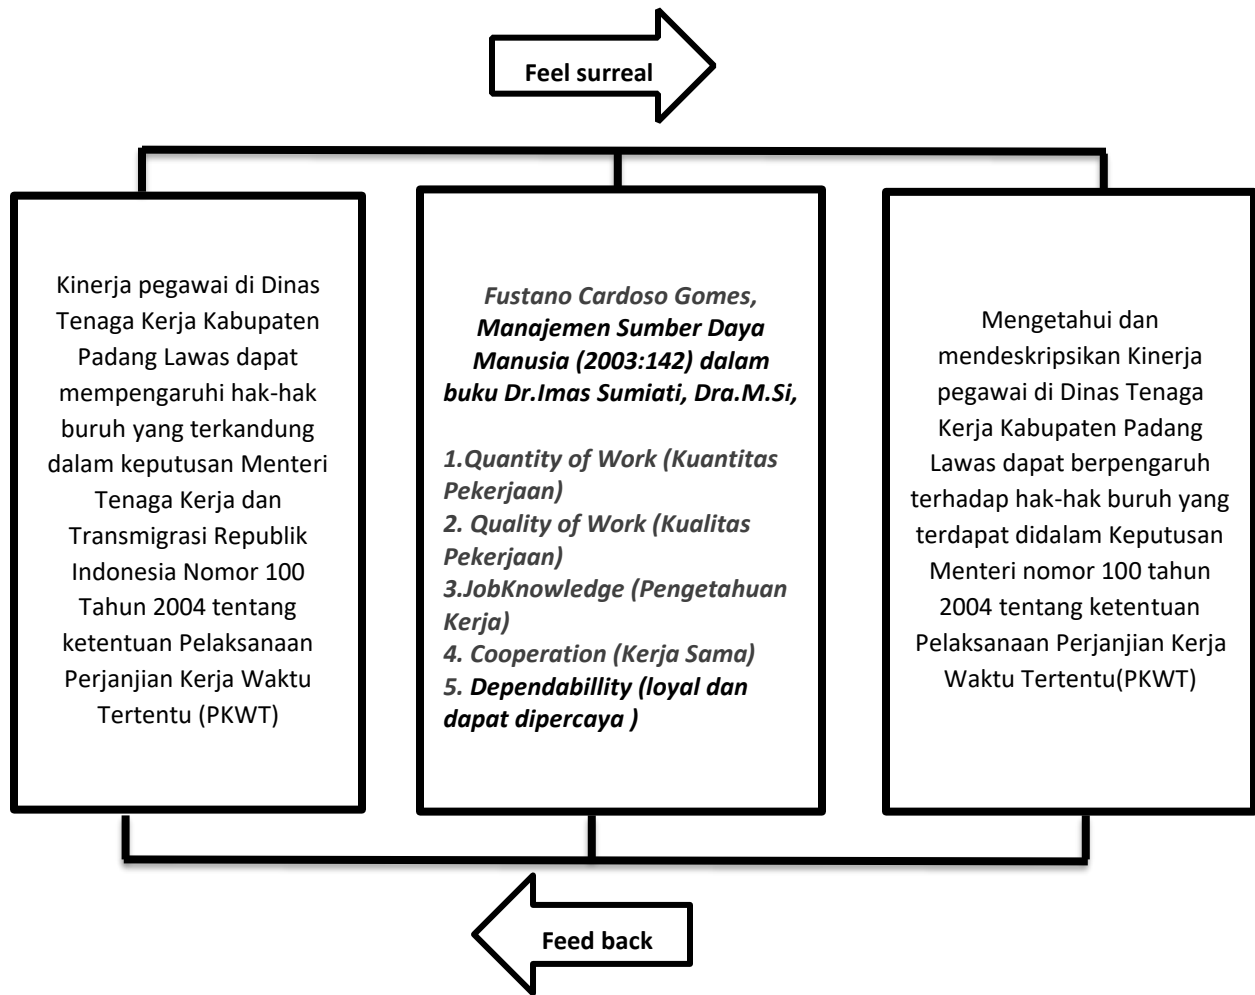 Feel surreal
Kinerja pegawai di Dinas
Tenaga Kerja Kabupaten
Padang Lawas dapat
mempengaruhi hak-hak
buruh yang terkandung
dalam keputusan Menteri
Tenaga Kerja dan
Transmigrasi Republik
Indonesia Nomor 100
Tahun 2004 tentang
ketentuan Pelaksanaan
Perjanjian Kerja Waktu
Tertentu (PKWT)
Fustano Cardoso Gomes,
Manajemen Sumber Daya
Manusia (2003:142) dalam
buku Dr.Imas Sumiati, Dra.M.Si,
1.Quantity of Work (Kuantitas
Pekerjaan)
2. Quality of Work (Kualitas
Pekerjaan)
3.JobKnowledge (Pengetahuan
Kerja)
4. Cooperation (Kerja Sama)
5. Dependabillity (loyal dan
dapat dipercaya )
Mengetahui dan
mendeskripsikan Kinerja
pegawai di Dinas Tenaga
Kerja Kabupaten Padang
Lawas dapat berpengaruh
terhadap hak-hak buruh yang
terdapat didalam Keputusan
Menteri nomor 100 tahun
2004 tentang ketentuan
Pelaksanaan Perjanjian Kerja
Waktu Tertentu(PKWT)
Feed back